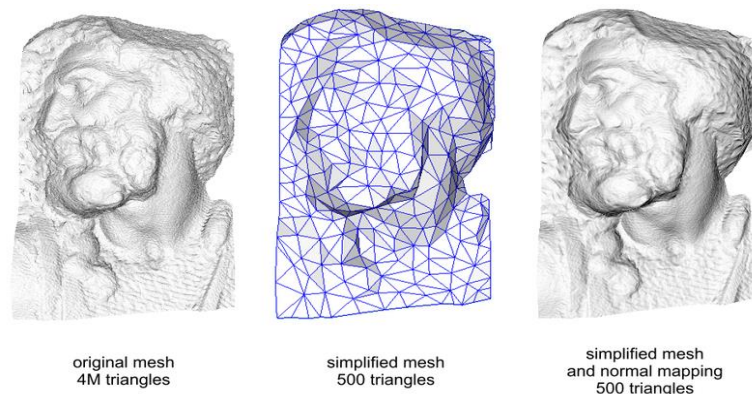 original mesh
4M triangles
simplified mesh
500 triangles
simplified mesh
and normal mapping
500 triangles